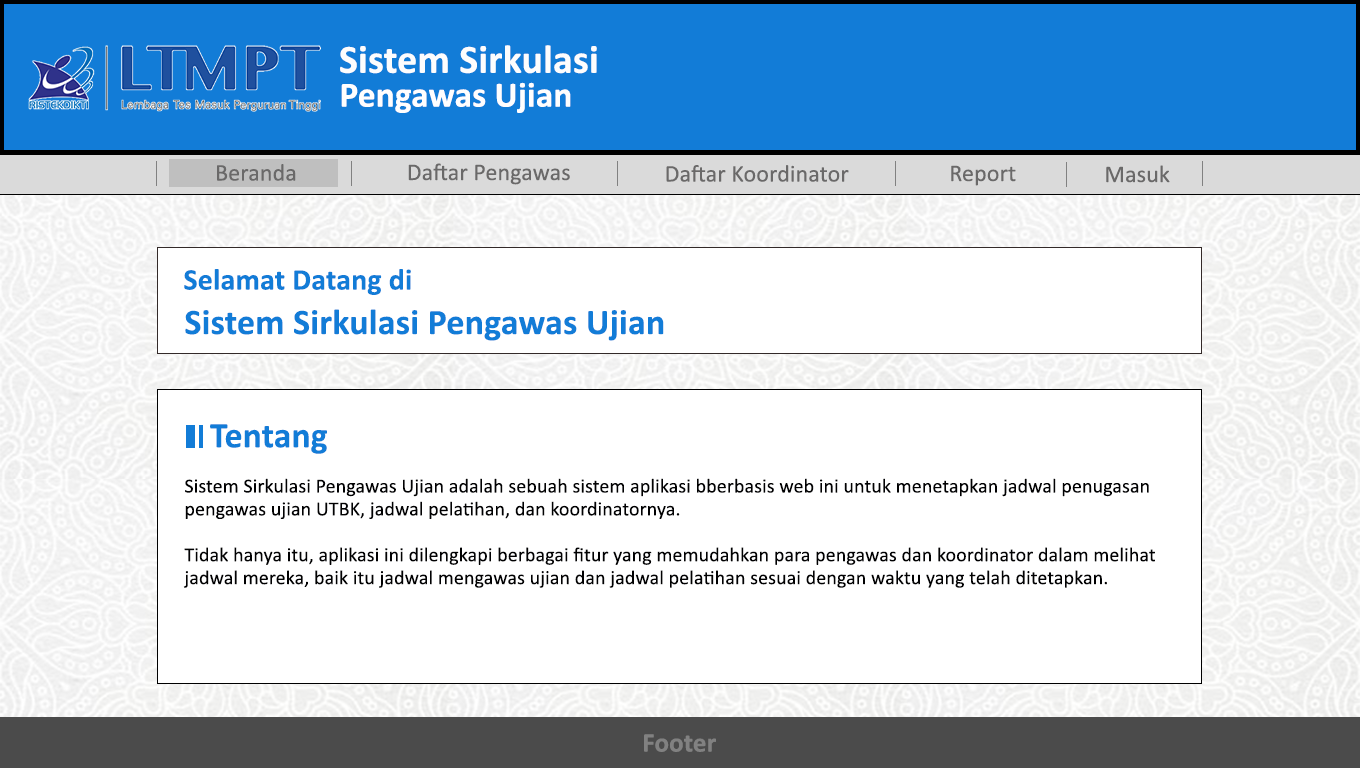 RISTEKDIKTI
LTMPT
Lembaga Tes Masuk Perguruan Tinggi
Sistem Sirkulasi
Pengawas Ujian
Beranda
Daftar Pengawas
Daftar Koordinator
Report
Masuk
Selamat Datang di
Sistem Sirkulasi Pengawas Ujian
Tentang
Sistem Sirkulasi Pengawas Ujian adalah sebuah sistem aplikasi bberbasis web ini untuk menetapkan jadwal penugasan
pengawas ujian UTBK, jadwal pelatihan, dan koordinatornya.
Tidak hanya itu, aplikasi ini dilengkapi berbagai fitur yang memudahkan para pengawas dan koordinator dalam melihat
jadwal mereka, baik itu jadwal mengawas ujian dan jadwal pelatihan sesuai dengan waktu yang telah ditetapkan.
Footer